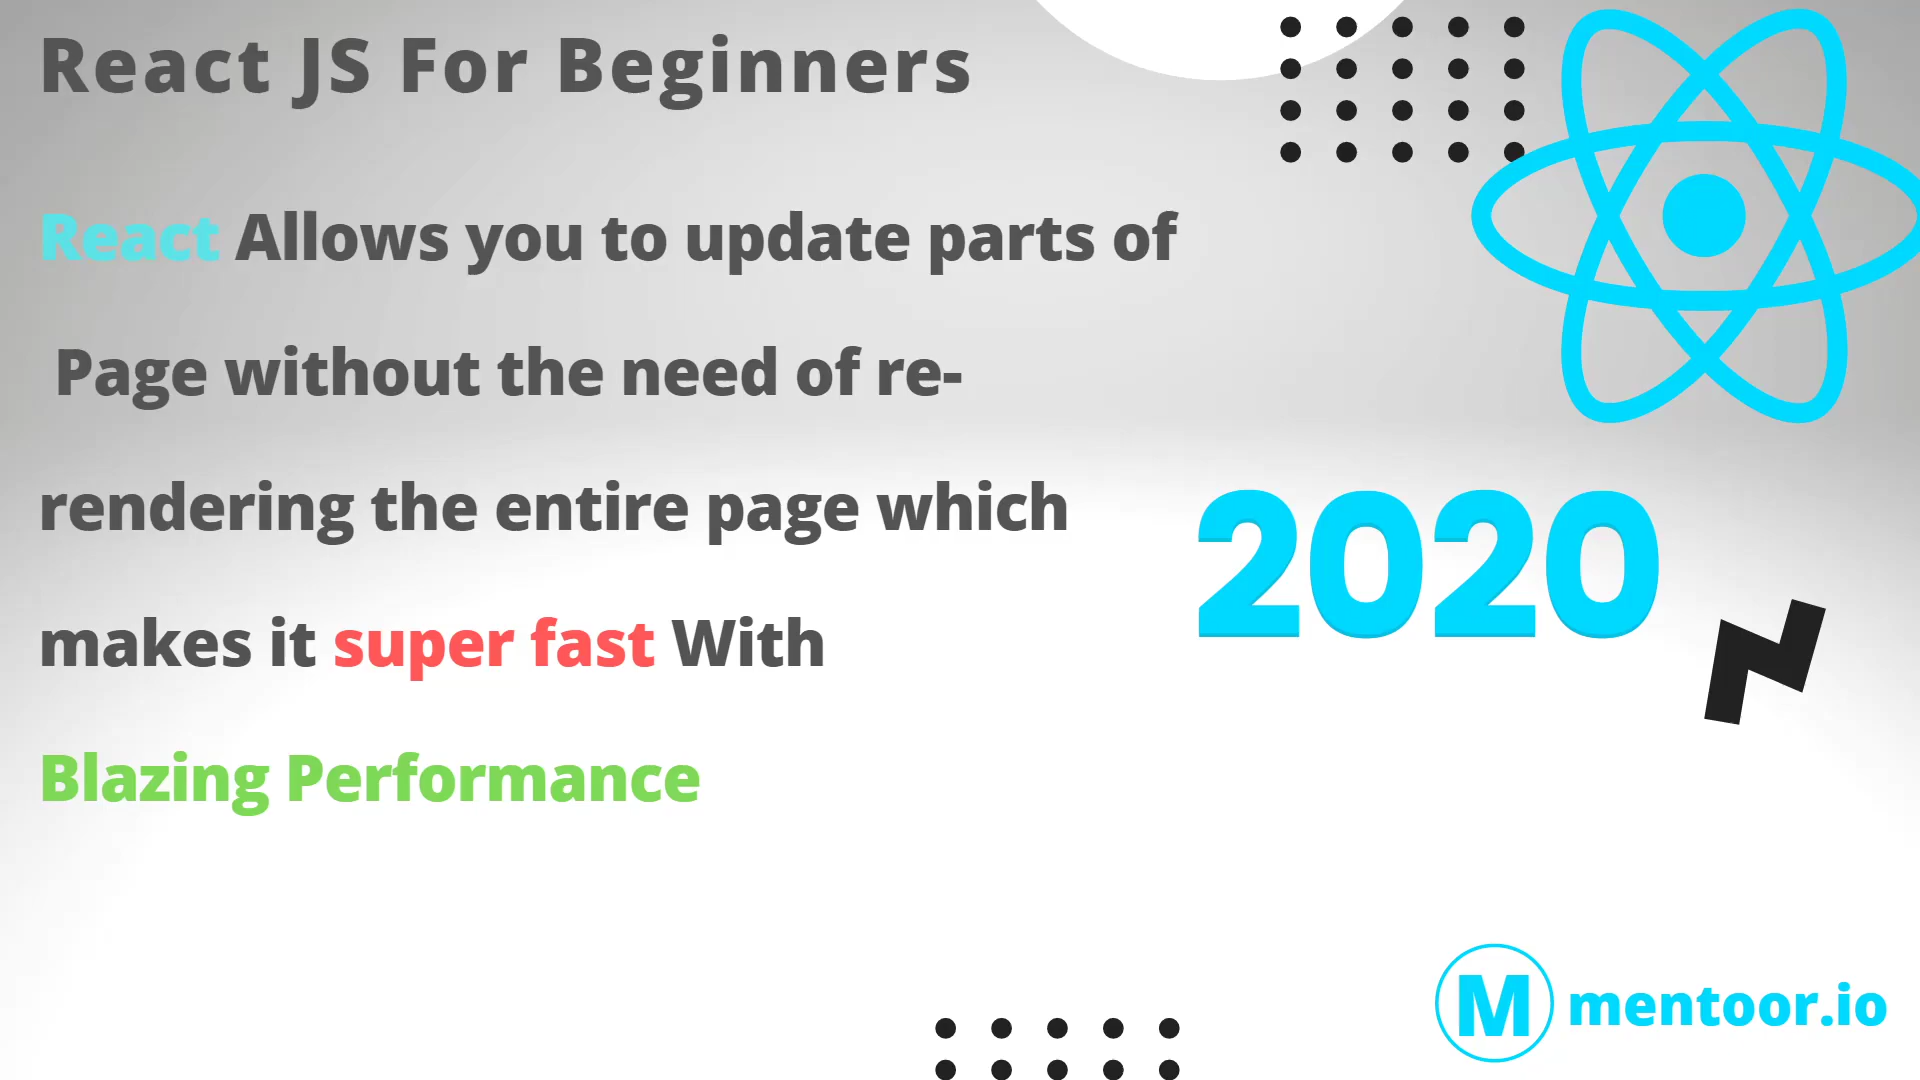 React JS For Beginners
React Allows you to update parts of
Page without the need of re-
rendering the entire page which
makes it super fast With
Blazing Performance
2020
M mentoor.io